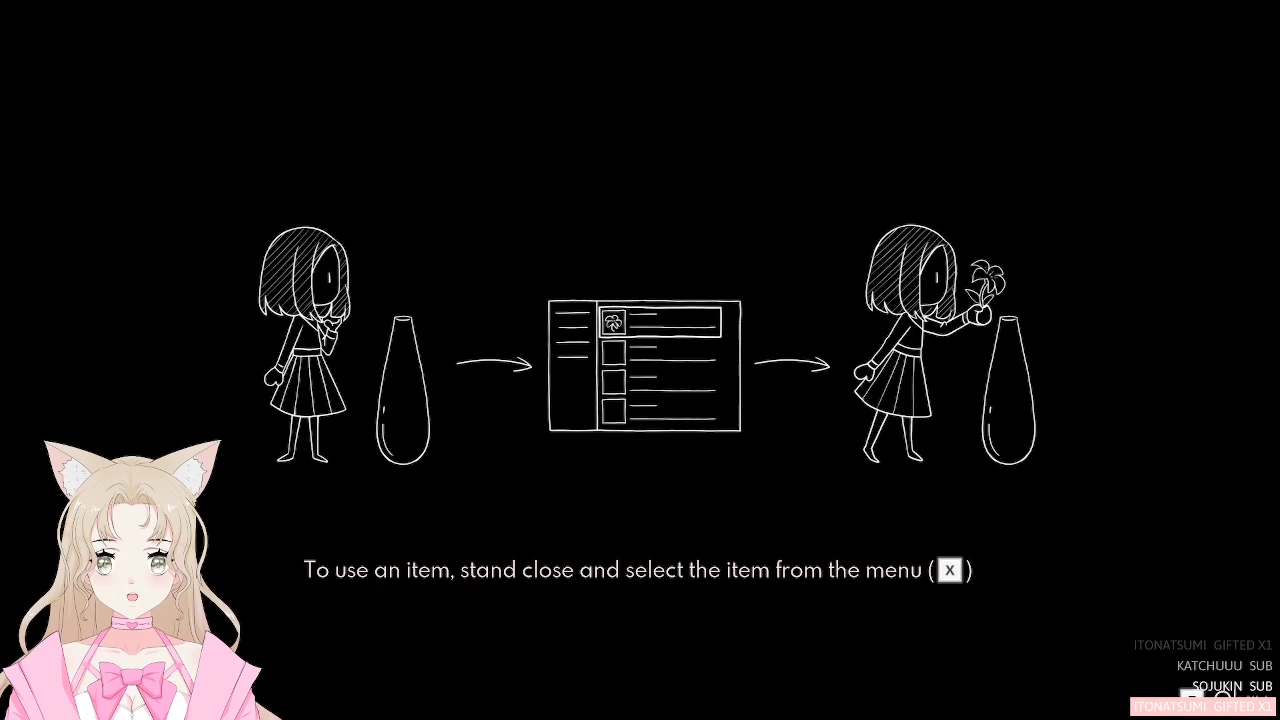 To use an item, stand close and select the item from the menu ( X )
ITONATSUMI GIFTED X1
KATCHUUU SUB
SOJUKIN SUB
ITONATSUMI GIFTED X1